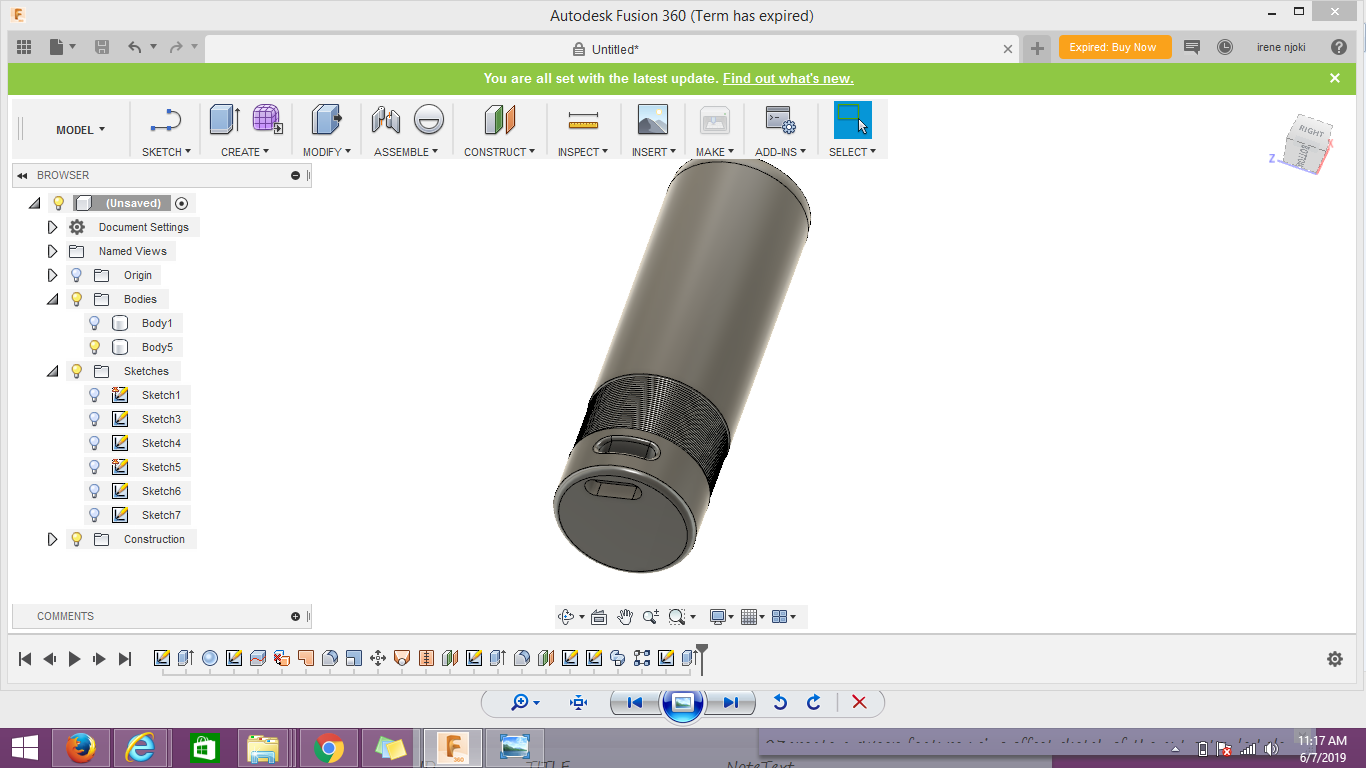 Autodesk Fusion 360 (Term has expired)
Untitled*
Expired: Buy Now
irene njoki
You are all set with the latest update. Find out what's new.
MODEL
SKETCH
CREATE
MODIFY
ASSEMBLE
CONSTRUCT
INSPECT
INSERT
MAKE
ADD-INS
SELECT
RIGHT
BOTTOM
Z
X
BROWSER
(Unsaved)
Document Settings
Named Views
Origin
Bodies
Body1
Body5
Sketches
Sketch1
Sketch3
Sketch4
Sketch5
Sketch6
Sketch7
Construction
COMMENTS
11:17 AM
6/7/2019
TITLE
NoteText